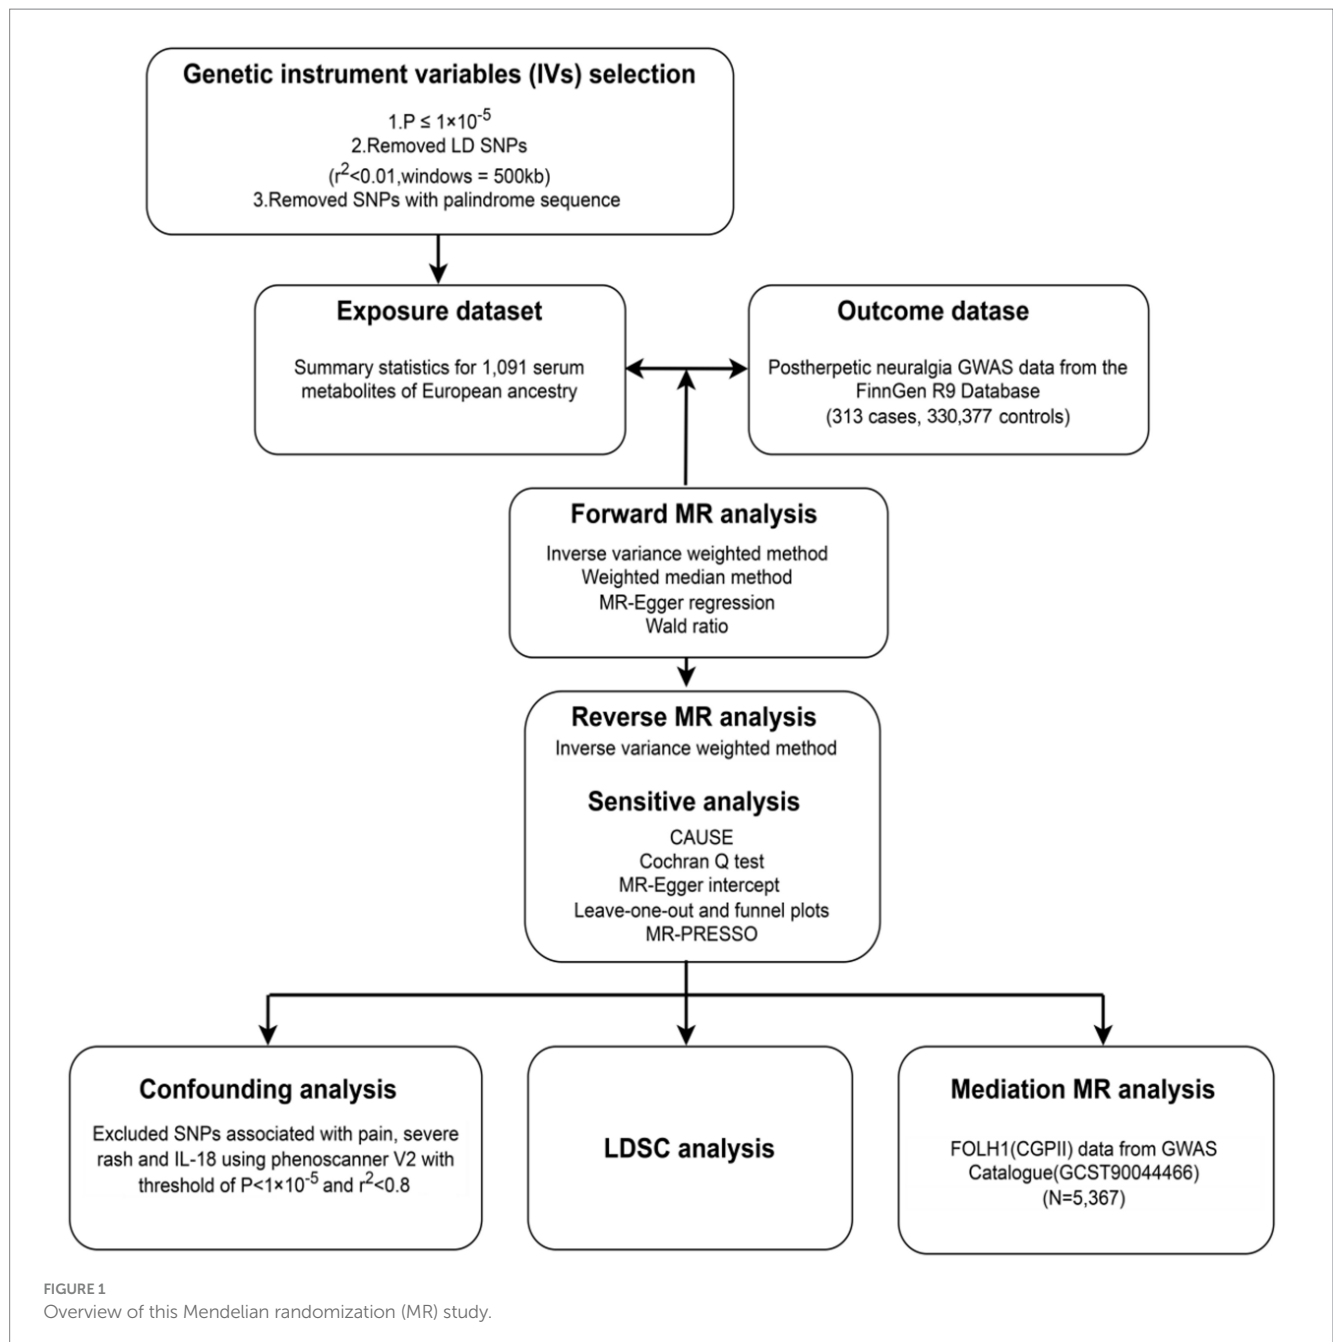 Genetic instrument variables (IVs) selection
1.P ≤ 1×10⁻⁵
2.Removed LD SNPs
(r²<0.01,windows = 500kb)
3.Removed SNPs with palindrome sequence
Exposure dataset
Summary statistics for 1,091 serum
metabolites of European ancestry
Outcome datase
Postherpetic neuralgia GWAS data from the
FinnGen R9 Database
(313 cases, 330,377 controls)
Forward MR analysis
Inverse variance weighted method
Weighted median method
MR-Egger regression
Wald ratio
Reverse MR analysis
Inverse variance weighted method
Sensitive analysis
CAUSE
Cochran Q test
MR-Egger intercept
Leave-one-out and funnel plots
MR-PRESSO
Confounding analysis
Excluded SNPs associated with pain, severe
rash and IL-18 using phenoscanner V2 with
threshold of P<1×10⁻⁵ and r²<0.8
LDSC analysis
Mediation MR analysis
FOLH1(CGPII) data from GWAS
Catalogue(GCST90044466)
(N=5,367)
FIGURE 1
Overview of this Mendelian randomization (MR) study.